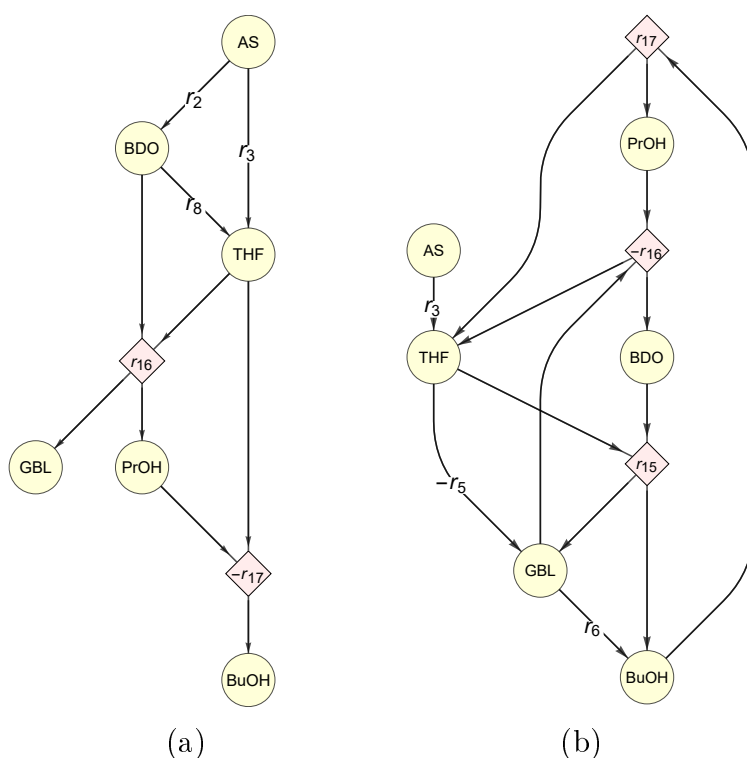 AS
r2
BDO
r3
r8
THF
r16
GBL
PrOH
−r17
BuOH
(a)
r17
PrOH
AS
−r16
r3
THF
BDO
r15
−r5
GBL
r6
BuOH
(b)